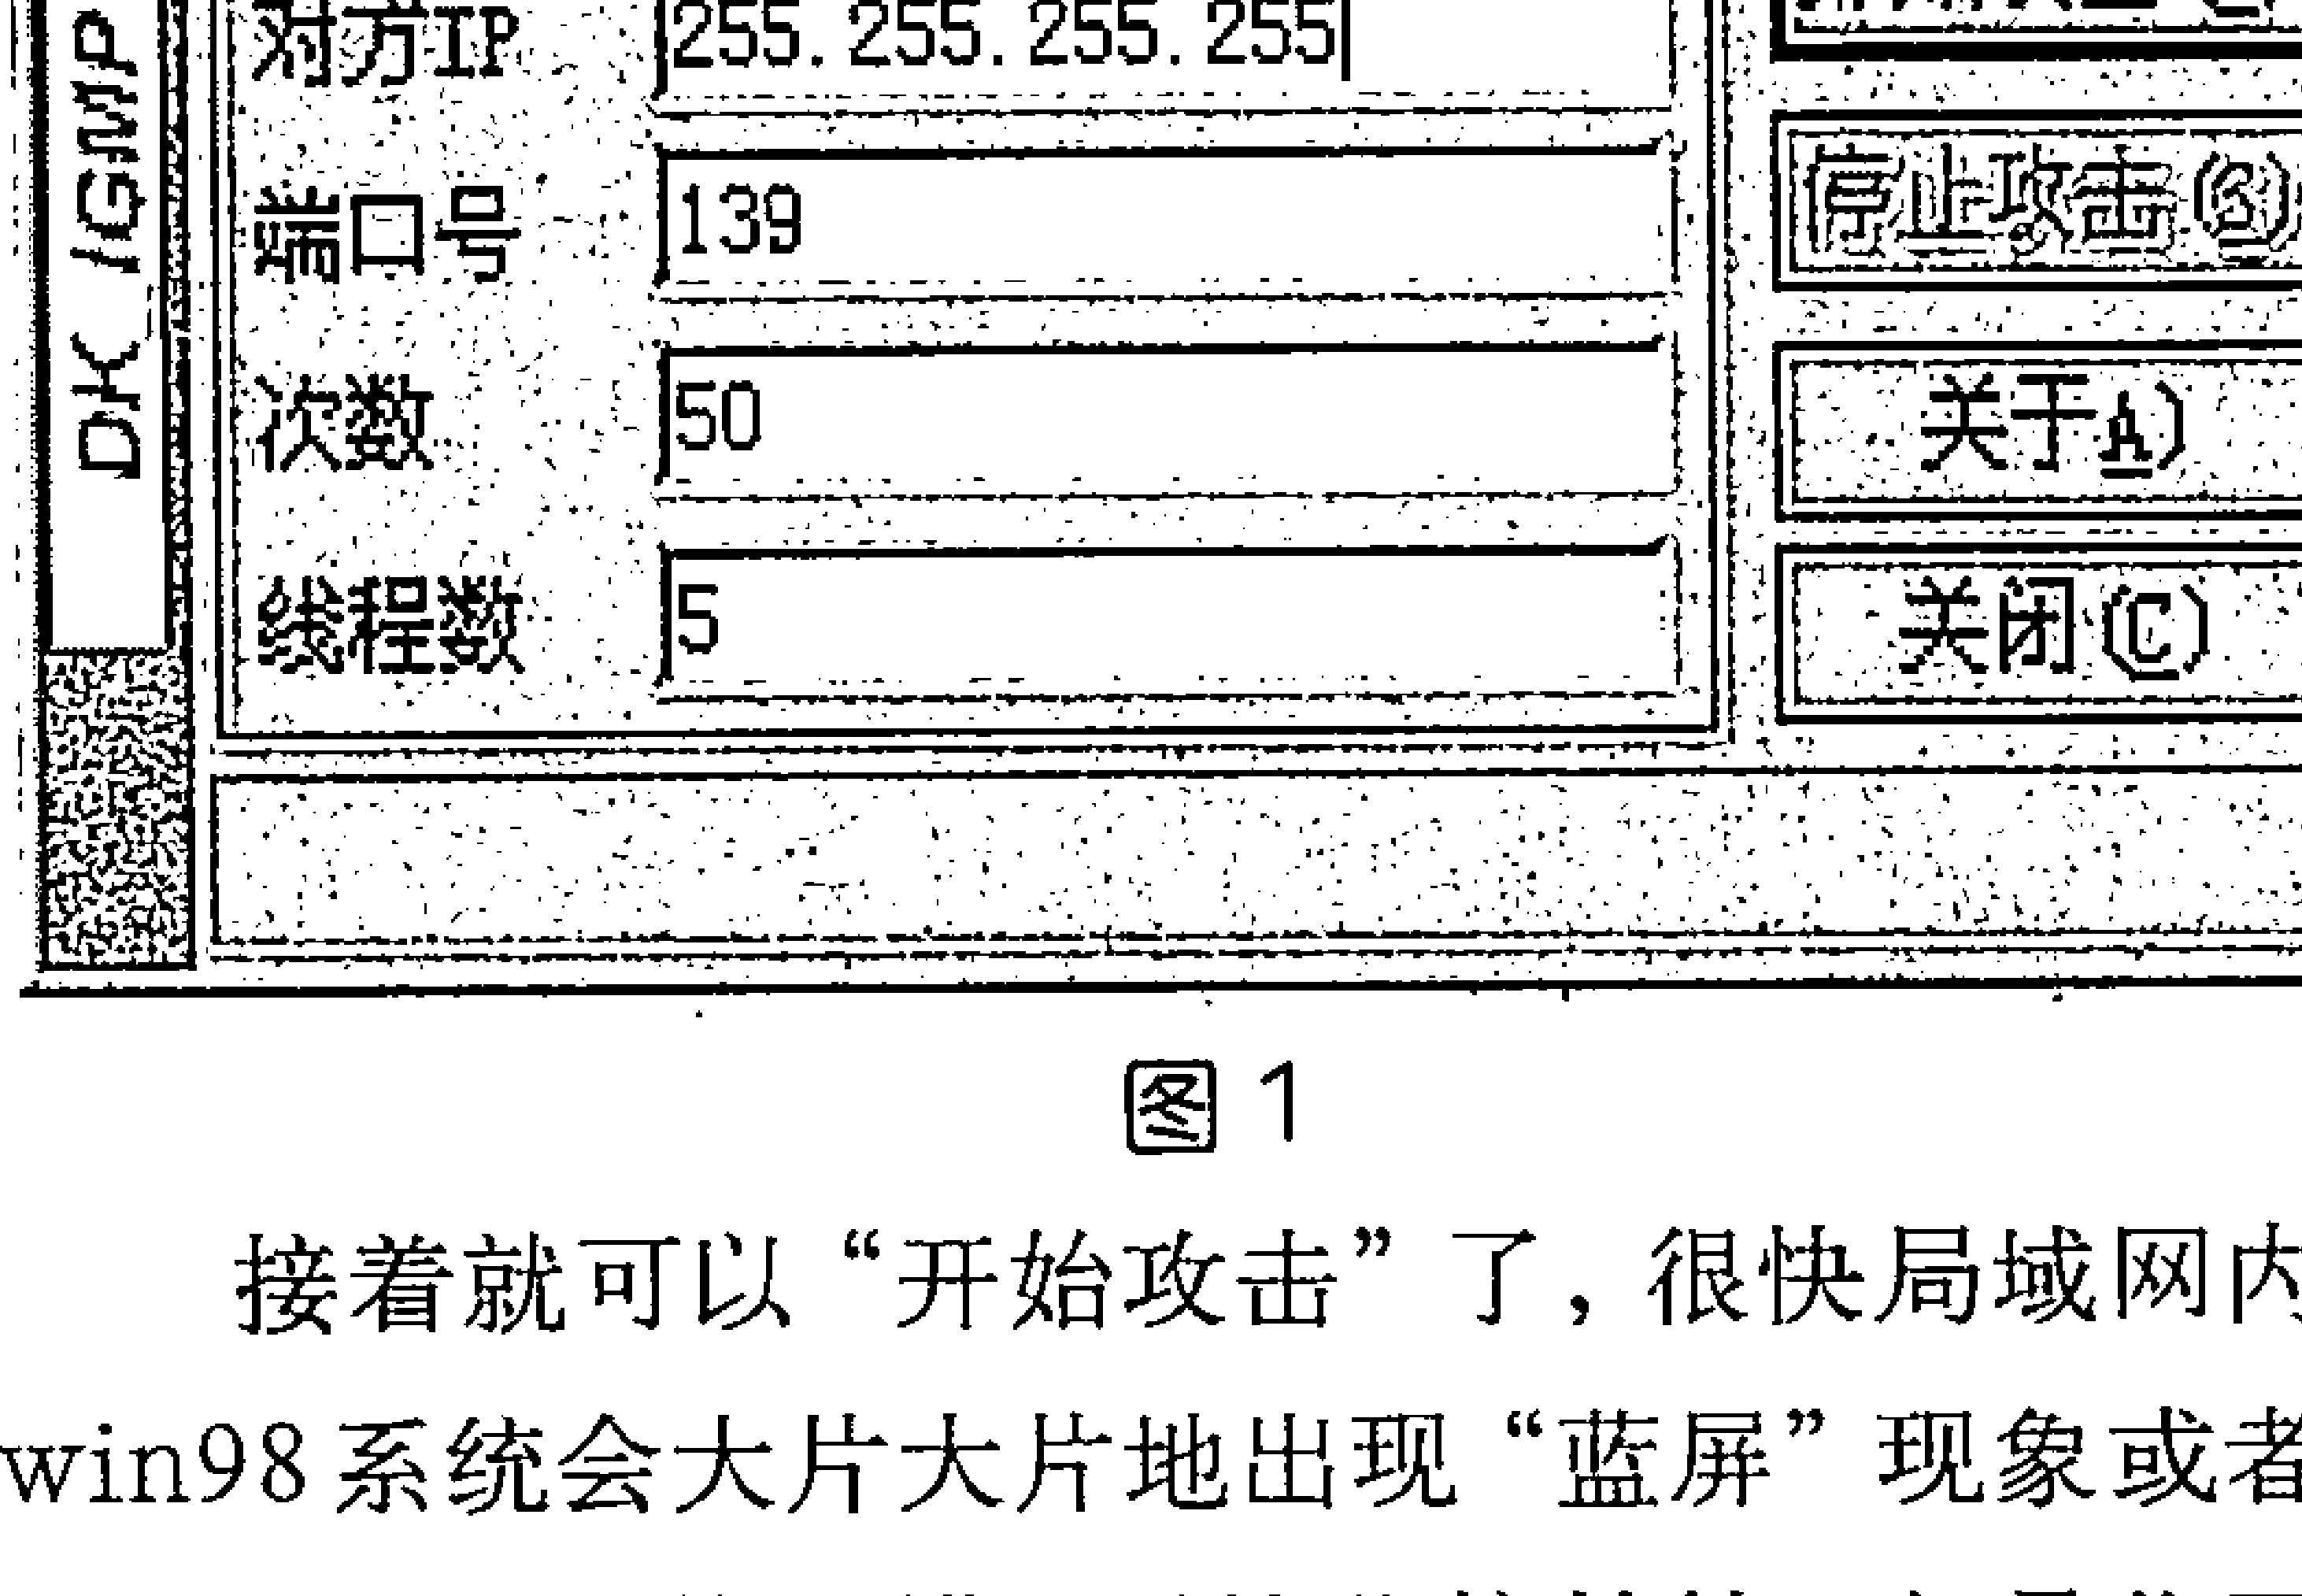 DK IGMP
对方IP 255.255.255.255
端口号 139 停止攻击(S)
次数 50 关于A)
线程数 5 关闭(C)
图1
接着就可以“开始攻击”了，很快局域网内
win98系统会大片大片地出现“蓝屏”现象或者